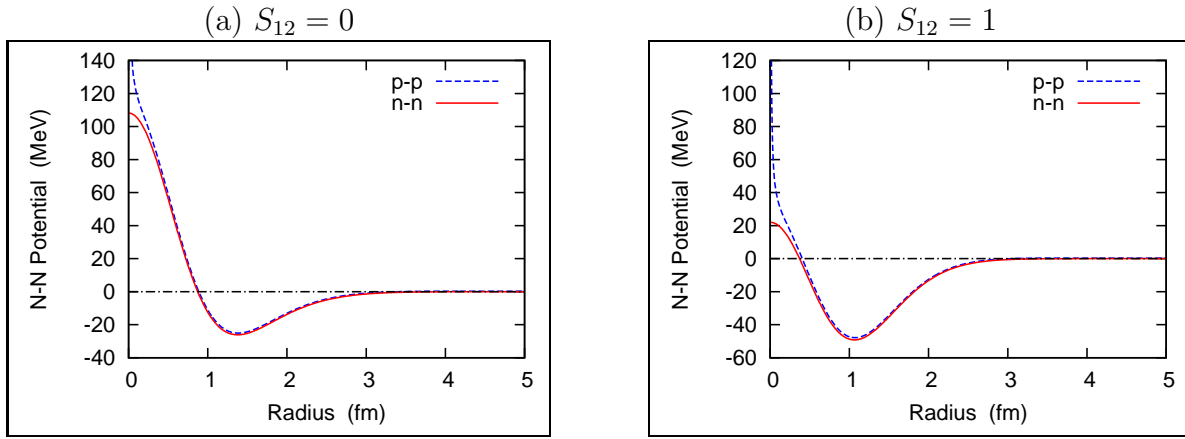 (a) S₁₂ = 0
N-N Potential (MeV)
140
120
100
80
60
40
20
0
-20
-40
p-p
n-n
0 1 2 3 4 5
Radius (fm)
(b) S₁₂ = 1
N-N Potential (MeV)
120
100
80
60
40
20
0
-20
-40
-60
p-p
n-n
0 1 2 3 4 5
Radius (fm)